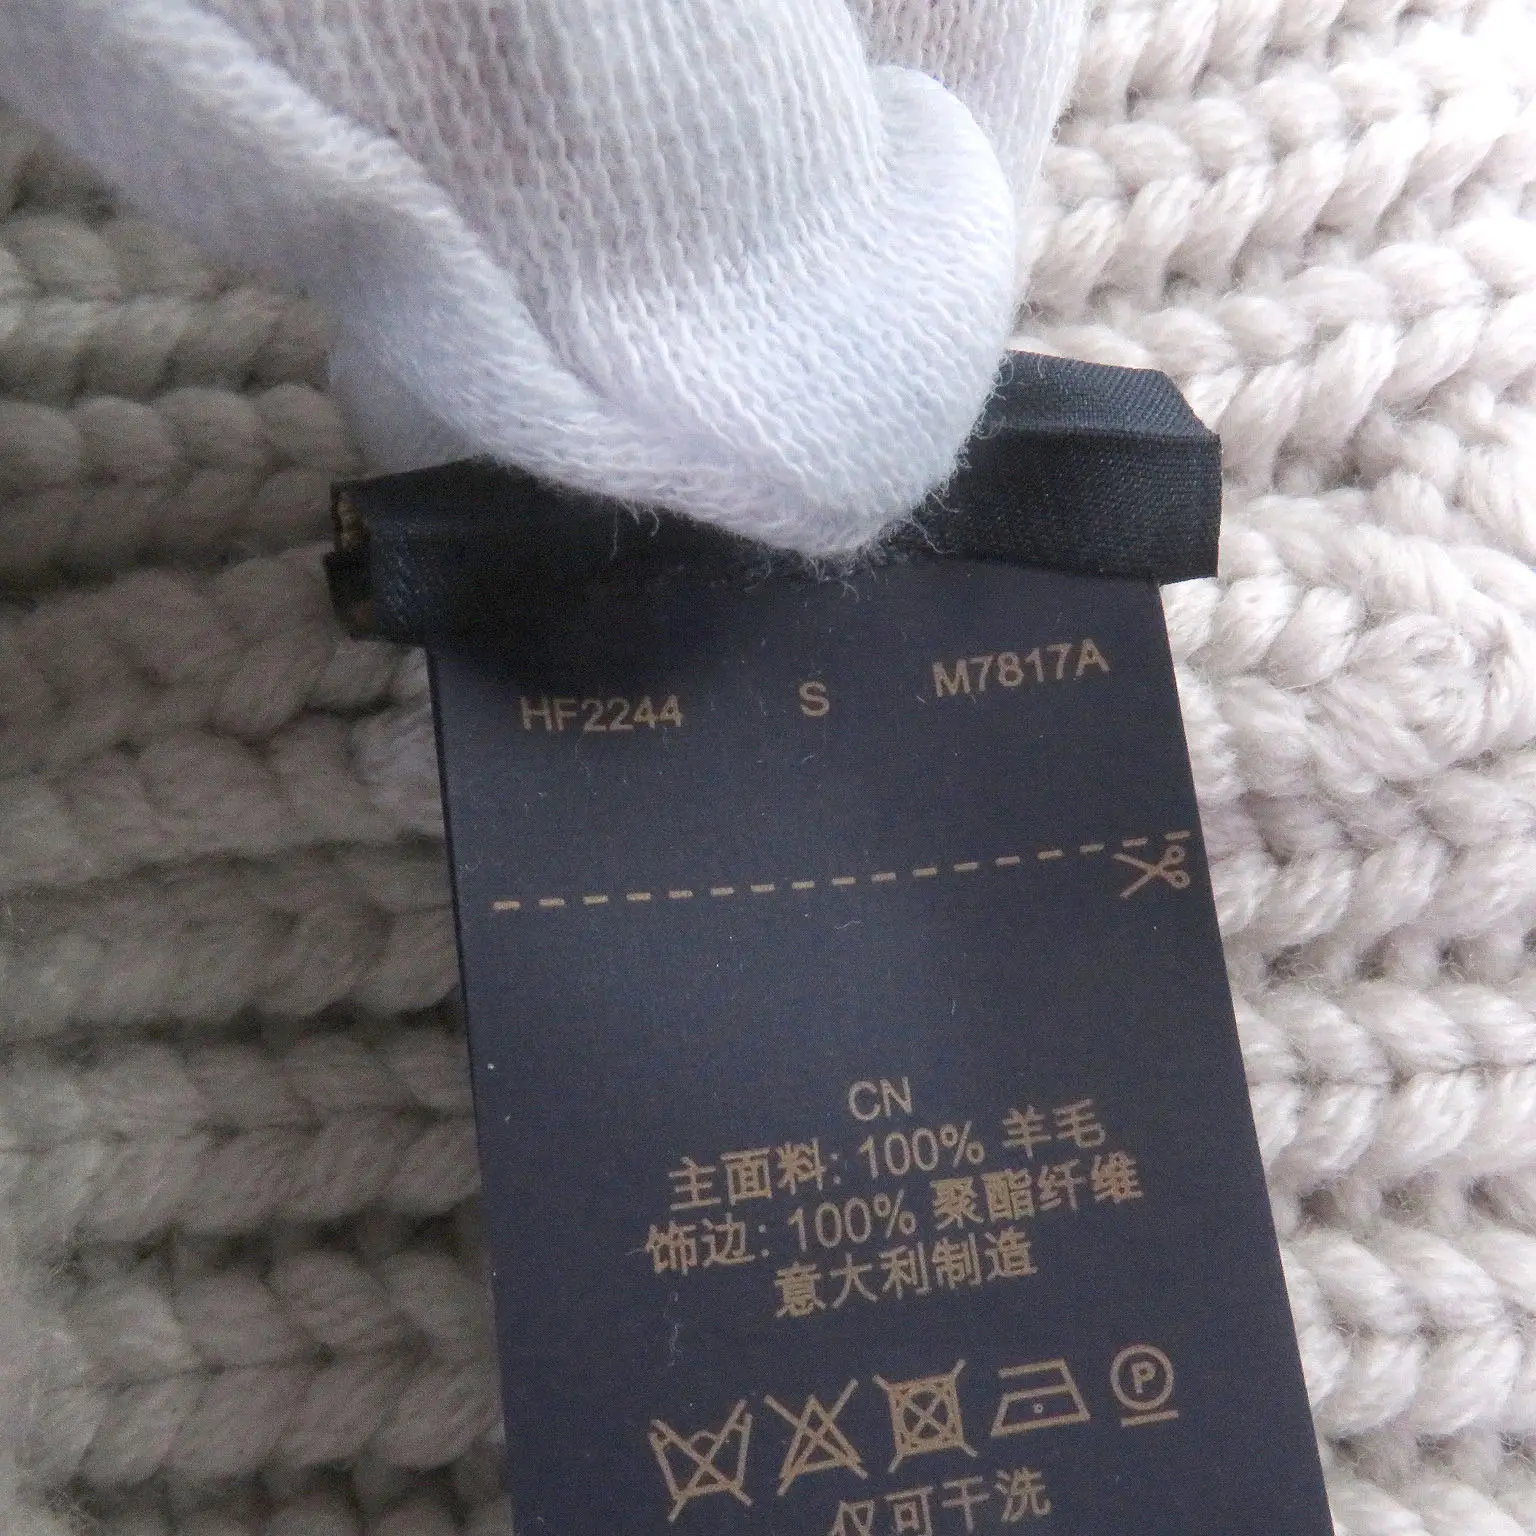 HF2244 S M7817A
CN
主面料: 100% 羊毛
饰边: 100% 聚酯纤维
意大利制造
P
仅可干洗